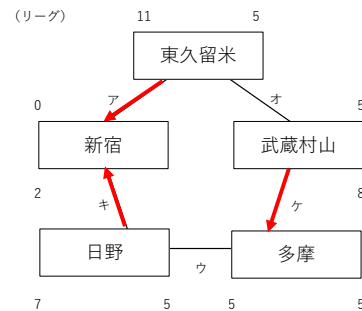 (リーグ) 11 5
東久留米
ア オ
0 5
新宿 武蔵村山
2 8
キ ケ
日野 多摩
ウ
7 5 5 5